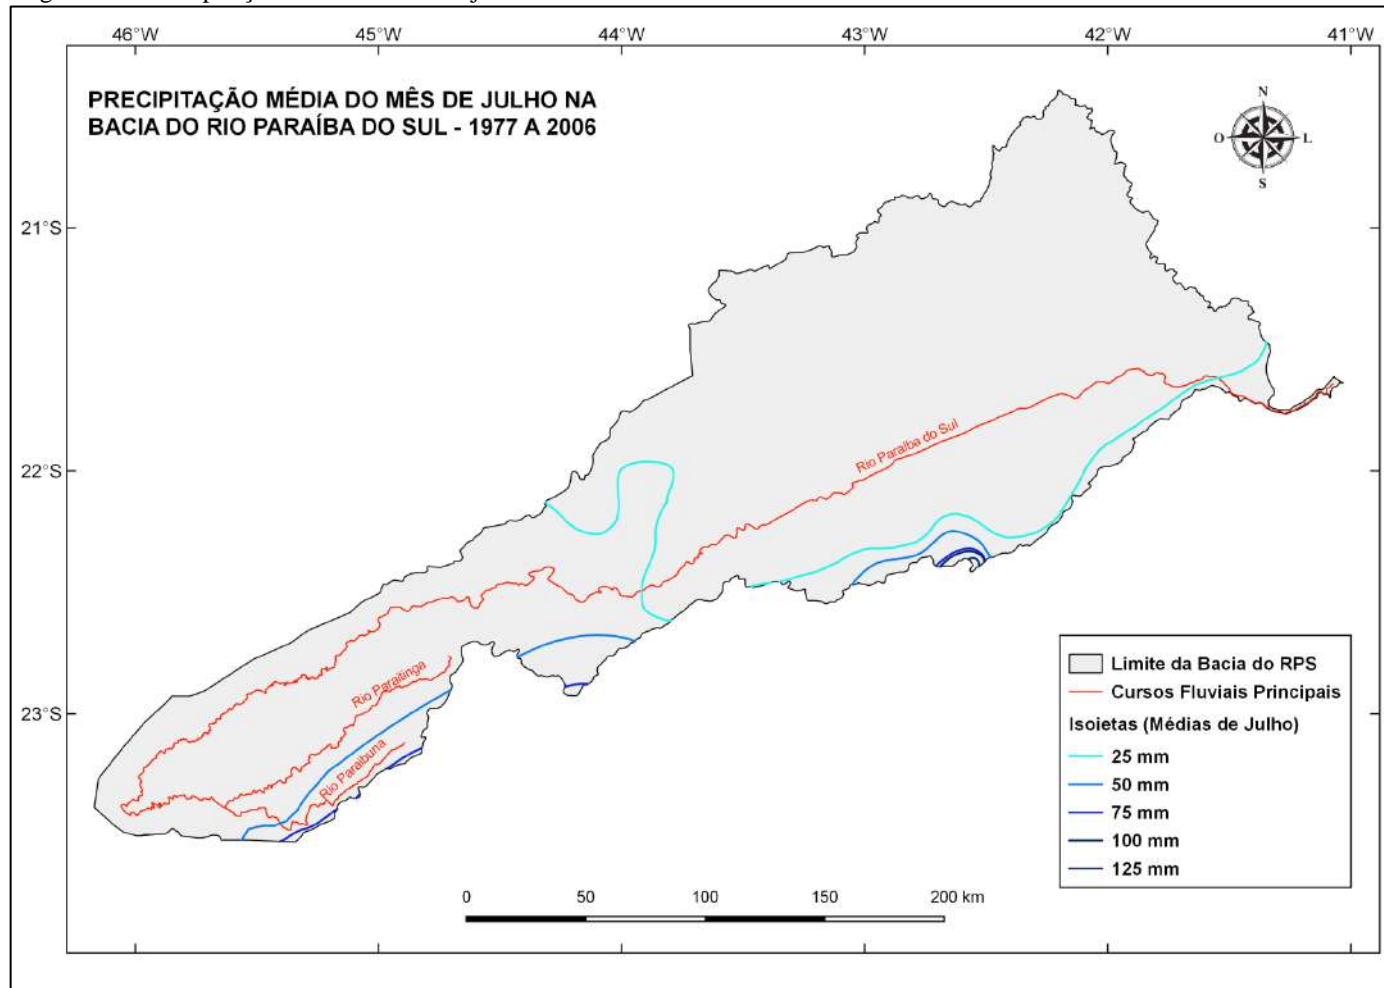 46°W 45°W 44°W 43°W 42°W 41°W
PRECIPITAÇÃO MÉDIA DO MÊS DE JULHO NA
BACIA DO RIO PARAÍBA DO SUL - 1977 A 2006
N
O L
S
21°S
22°S
23°S
Rio Paraíba do Sul
Rio Paraitinga
Rio Paraibuna
Limite da Bacia do RPS
Cursos Fluviais Principais
Isoietas (Médias de Julho)
25 mm
50 mm
75 mm
100 mm
125 mm
0 50 100 150 200 km